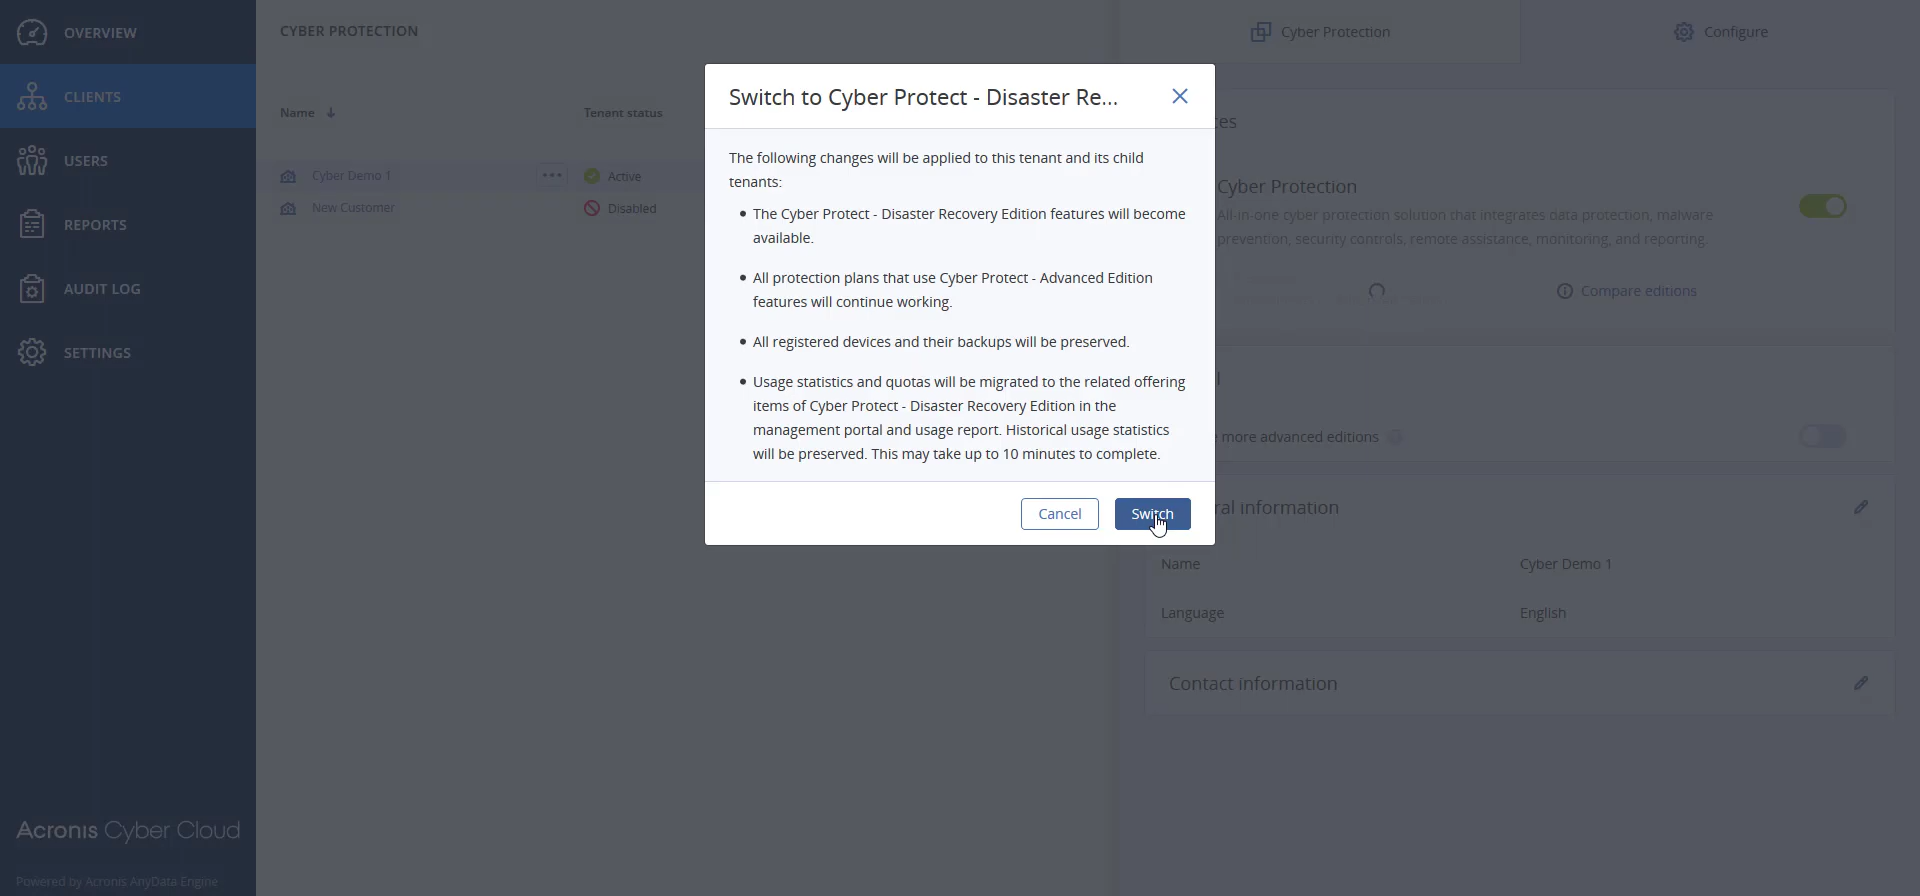 OVERVIEW
CLIENTS
USERS
REPORTS
AUDIT LOG
SETTINGS
Acronis Cyber Cloud
Powered by Acronis AnyData Engine
CYBER PROTECTION
Name
Tenant status
Cyber Demo 1
Active
New Customer
Disabled
Switch to Cyber Protect - Disaster Re...
The following changes will be applied to this tenant and its child
tenants:
• The Cyber Protect - Disaster Recovery Edition features will become
available.
• All protection plans that use Cyber Protect - Advanced Edition
features will continue working.
• All registered devices and their backups will be preserved.
• Usage statistics and quotas will be migrated to the related offering
items of Cyber Protect - Disaster Recovery Edition in the
management portal and usage report. Historical usage statistics
will be preserved. This may take up to 10 minutes to complete.
Cancel
Switch
Cyber Protection
Configure
es
Cyber Protection
All-in-one cyber protection solution that integrates data protection, malware
prevention, security controls, remote assistance, monitoring, and reporting.
Compare editions
more advanced editions
ral information
Name
Cyber Demo 1
Language
English
Contact information